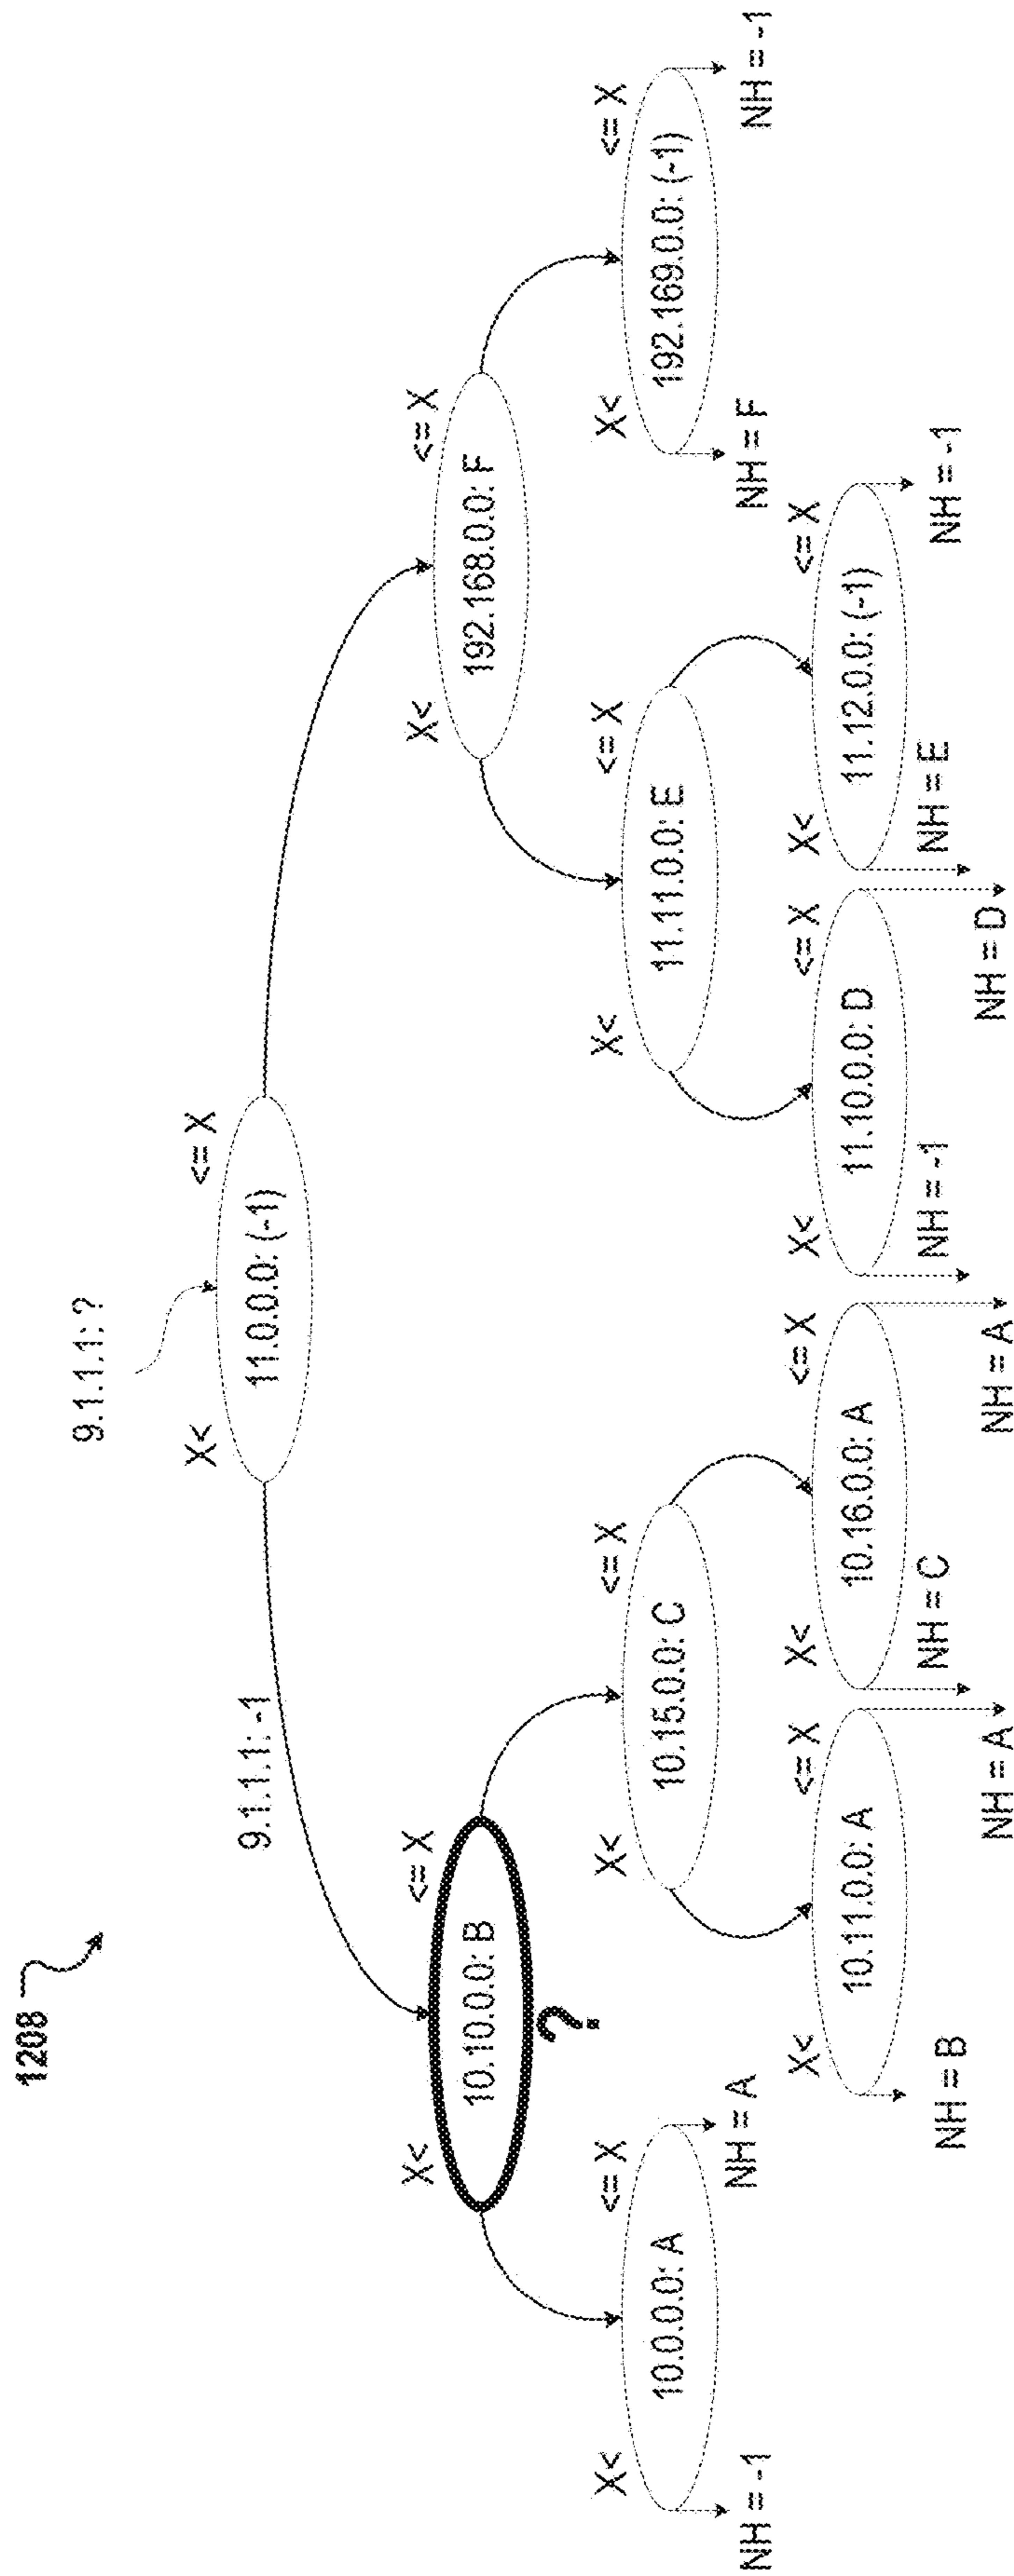 1208
9.1.1.1: ?
X<
<= X
9.1.1.1: -1
11.0.0.0: (-1)
X<
<= X
X<
<= X
10.10.0.0: B
192.168.0.0: F
?
X<
<= X
X<
<= X
X<
<= X
X<
<= X
10.0.0.0: A
10.15.0.0: C
11.11.0.0: E
192.169.0.0: (-1)
NH = -1
NH = A
NH = F
NH = -1
X<
<= X
X<
<= X
X<
<= X
X<
<= X
10.11.0.0: A
10.16.0.0: A
11.10.0.0: D
11.12.0.0: (-1)
NH = B
NH = A
NH = C
NH = A
NH = -1
NH = D
NH = E
NH = -1